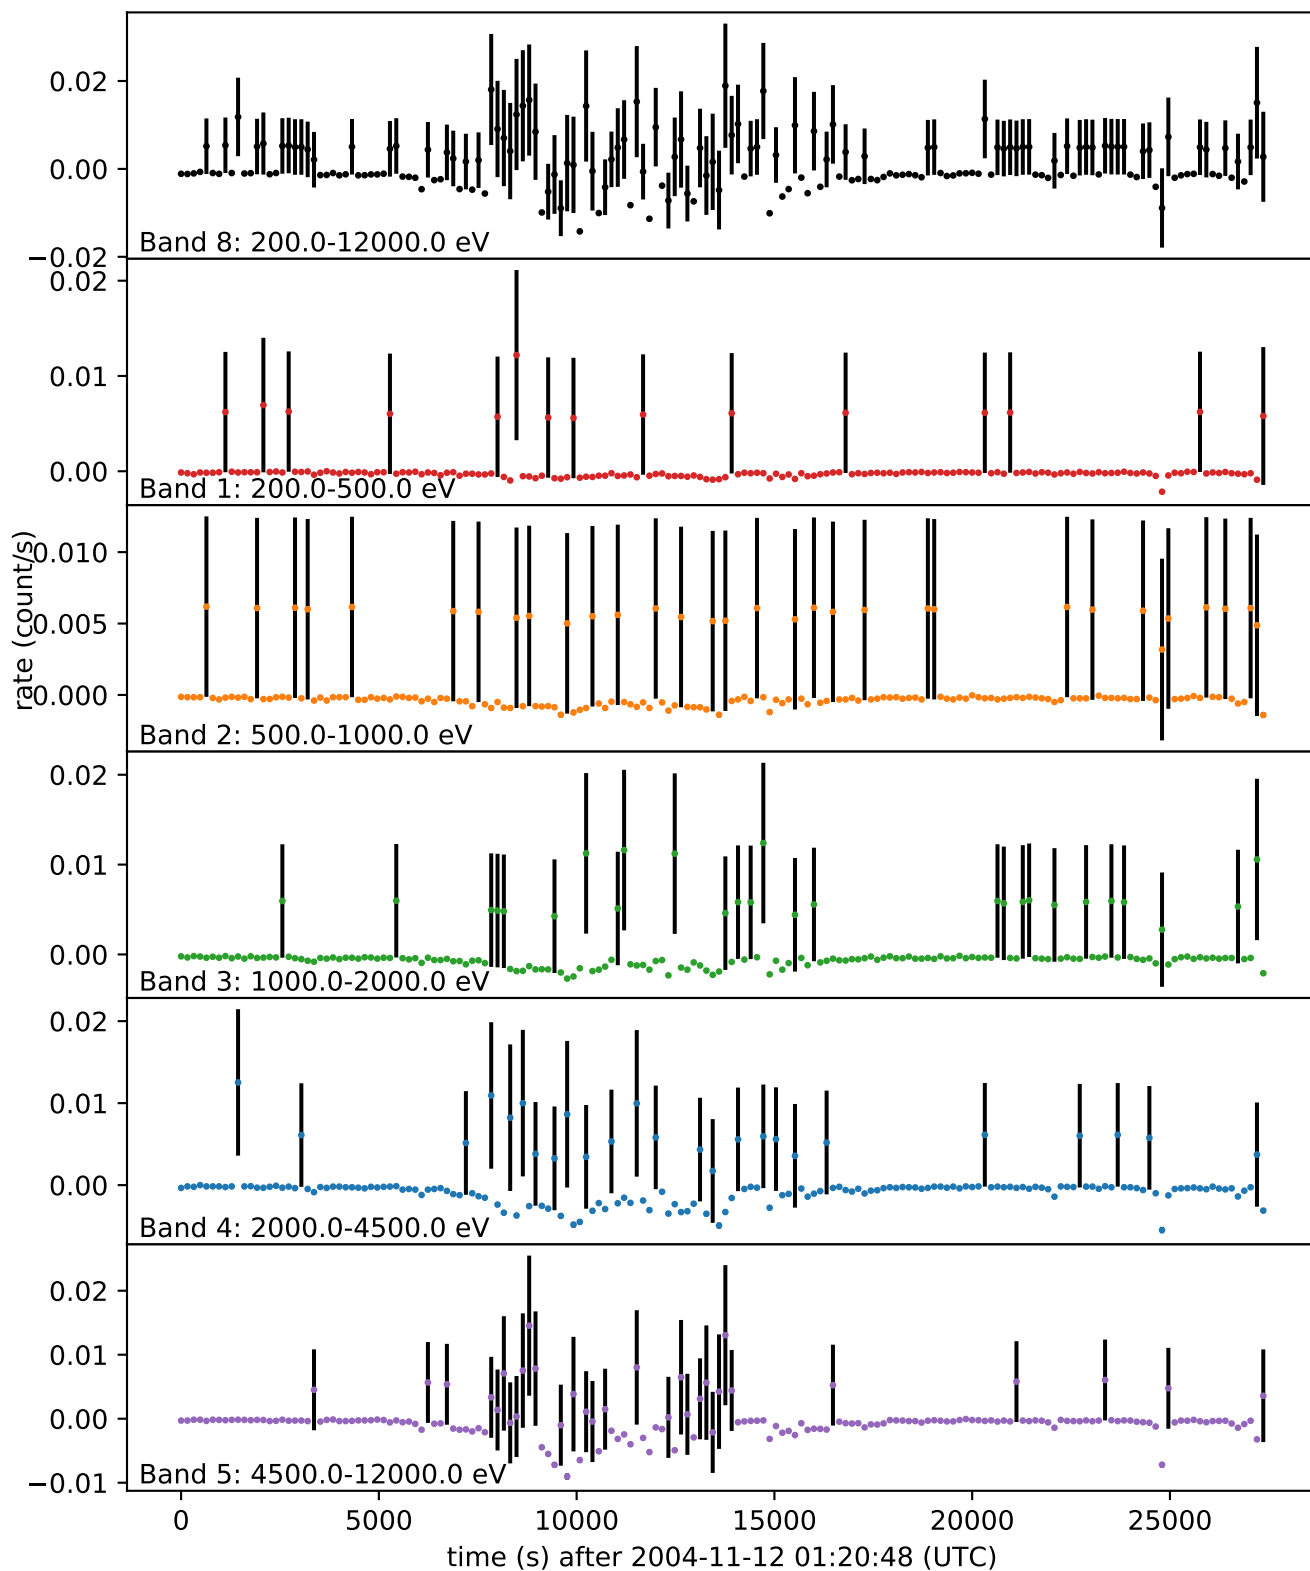 0.02
0.00
−0.02
Band 8: 200.0-12000.0 eV
0.02
0.01
0.00
Band 1: 200.0-500.0 eV
rate (count/s)
0.010
0.005
0.000
Band 2: 500.0-1000.0 eV
0.02
0.01
0.00
Band 3: 1000.0-2000.0 eV
0.02
0.01
0.00
Band 4: 2000.0-4500.0 eV
0.02
0.01
0.00
−0.01
Band 5: 4500.0-12000.0 eV
0 5000 10000 15000 20000 25000
time (s) after 2004-11-12 01:20:48 (UTC)